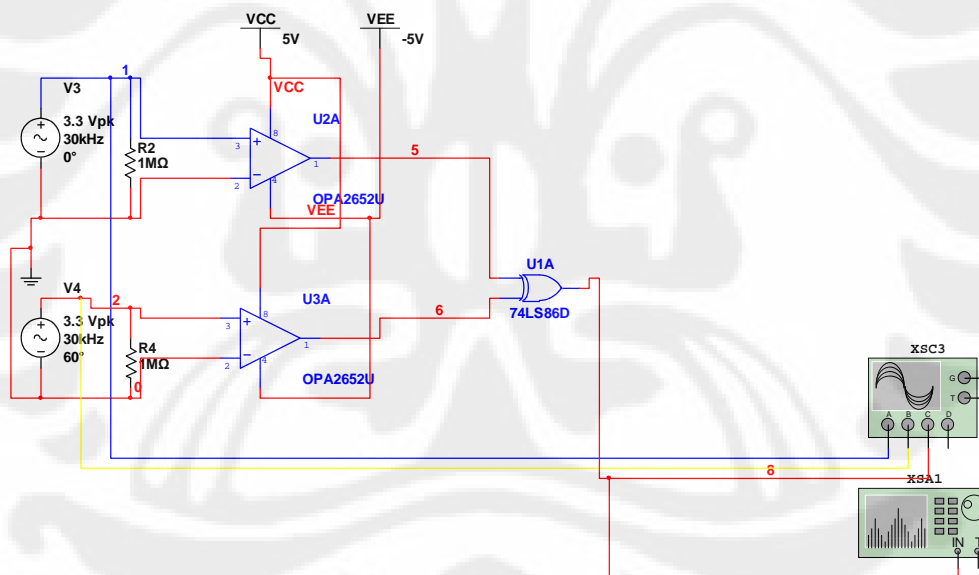 VCC
5V
VEE
-5V
1
V3
3.3 Vpk
30kHz
0°
R2
1MΩ
VCC
U2A
8
3
2
1
4
OPA2652U
VEE
5
V4
2
3.3 Vpk
30kHz
60°
R4
1MΩ
0
U3A
8
3
2
1
4
OPA2652U
6
U1A
74LS86D
XSC3
G
T
A
B
C
D
8
XSA1
IN
T